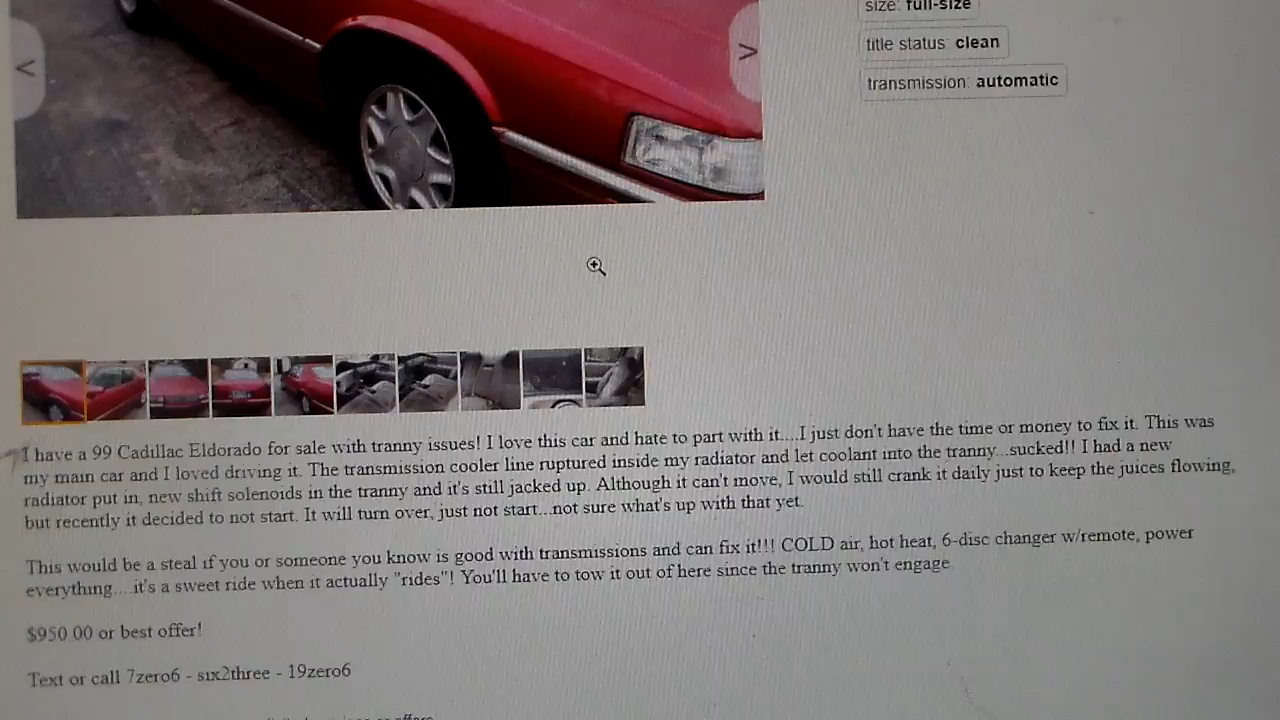 size: full-size
title status: clean
transmission: automatic
<
>
I have a 99 Cadillac Eldorado for sale with tranny issues! I love this car and hate to part with it....I just don't have the time or money to fix it. This was
my main car and I loved driving it. The transmission cooler line ruptured inside my radiator and let coolant into the tranny...sucked!! I had a new
radiator put in, new shift solenoids in the tranny and it's still jacked up. Although it can't move, I would still crank it daily just to keep the juices flowing,
but recently it decided to not start. It will turn over, just not start...not sure what's up with that yet.
This would be a steal if you or someone you know is good with transmissions and can fix it!!! COLD air, hot heat, 6-disc changer w/remote, power
everything....it's a sweet ride when it actually "rides"! You'll have to tow it out of here since the tranny won't engage
$950.00 or best offer!
Text or call 7zero6 - six2three - 19zero6